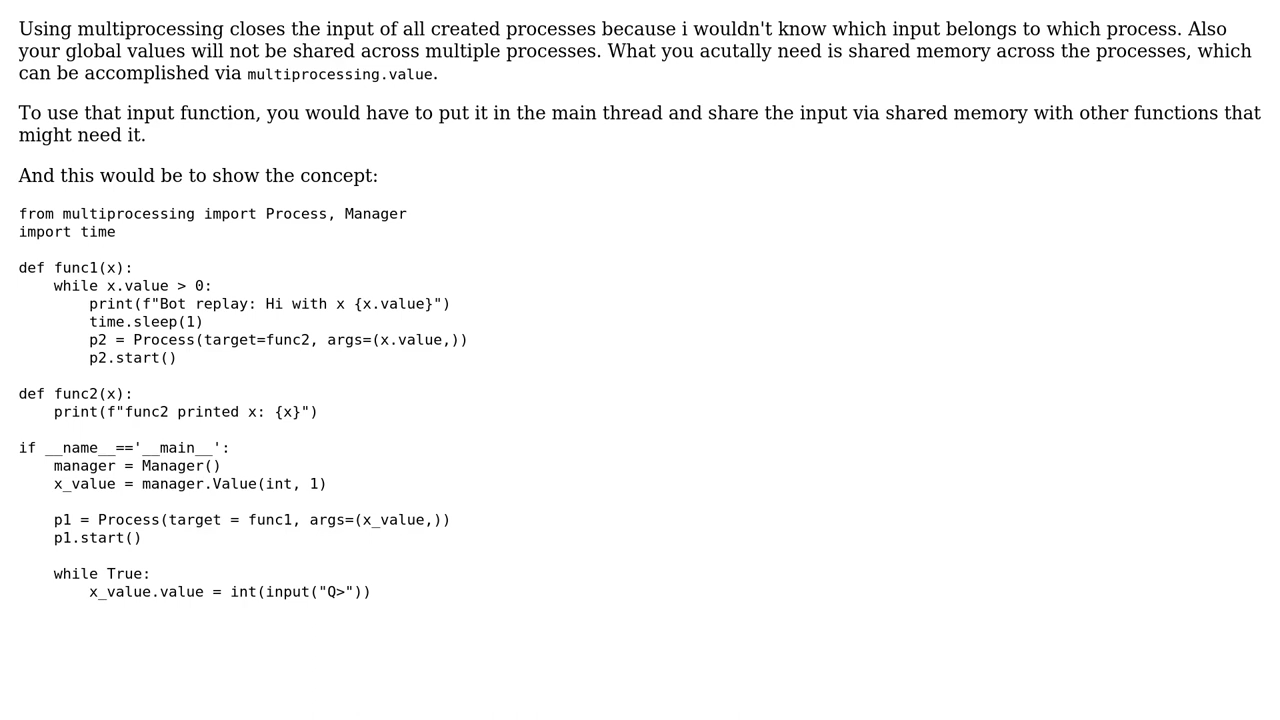 Using multiprocessing closes the input of all created processes because i wouldn't know which input belongs to which process. Also
your global values will not be shared across multiple processes. What you acutally need is shared memory across the processes, which
can be accomplished via multiprocessing.value.
To use that input function, you would have to put it in the main thread and share the input via shared memory with other functions that
might need it.
And this would be to show the concept:
from multiprocessing import Process, Manager
import time
def func1(x):
    while x.value > 0:
        print(f"Bot replay: Hi with x {x.value}")
        time.sleep(1)
        p2 = Process(target=func2, args=(x.value,))
        p2.start()
def func2(x):
    print(f"func2 printed x: {x}")
if __name__=='__main__':
    manager = Manager()
    x_value = manager.Value(int, 1)
    p1 = Process(target = func1, args=(x_value,))
    p1.start()
    while True:
        x_value.value = int(input("Q>"))